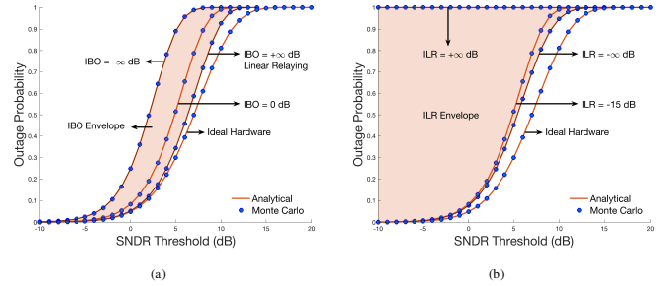 1
0.9
0.8
0.7
0.6
0.5
0.4
0.3
0.2
0.1
0
Outage Probability
IBO = - ∞ dB
IBO = +∞ dB
Linear Relaying
IBO = 0 dB
IBO Envelope
Ideal Hardware
Analytical
Monte Carlo
-10
-5
0
5
10
15
20
SNDR Threshold (dB)
(a)
1
0.9
0.8
0.7
0.6
0.5
0.4
0.3
0.2
0.1
0
Outage Probability
ILR = +∞ dB
ILR = -∞ dB
ILR = -15 dB
ILR Envelope
Ideal Hardware
Analytical
Monte Carlo
-10
-5
0
5
10
15
20
SNDR Threshold (dB)
(b)